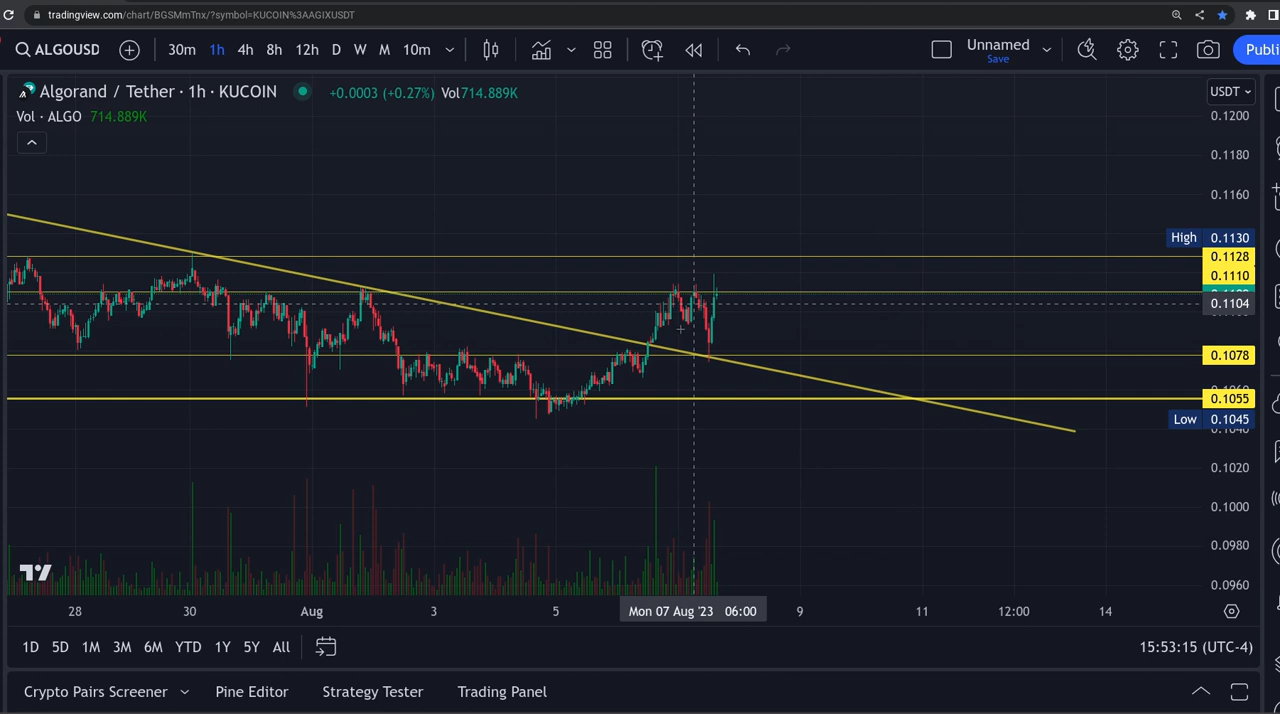 tradingview.com/chart/BGSMmTnx/?symbol=KUCOIN%3AAGIXUSDT
ALGOUSD 30m 1h 4h 8h 12h D W M 10m Unnamed Save Publi
Algorand / Tether · 1h · KUCOIN +0.0003 (+0.27%) Vol714.889K USDT
Vol · ALGO 714.889K
0.1200
0.1180
0.1160
High 0.1130
0.1128
0.1110
0.1104
0.1078
0.1055
Low 0.1045
0.1040
0.1020
0.1000
0.0980
0.0960
28 30 Aug 3 5 Mon 07 Aug '23 06:00 9 11 12:00 14
1D 5D 1M 3M 6M YTD 1Y 5Y All 15:53:15 (UTC-4)
Crypto Pairs Screener Pine Editor Strategy Tester Trading Panel